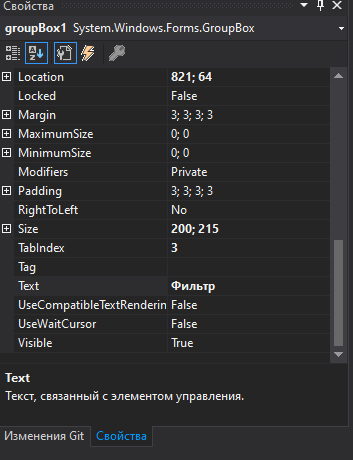 Свойства
groupBox1 System.Windows.Forms.GroupBox
Location 821; 64
Locked False
Margin 3; 3; 3; 3
MaximumSize 0; 0
MinimumSize 0; 0
Modifiers Private
Padding 3; 3; 3; 3
RightToLeft No
Size 200; 215
TabIndex 3
Tag
Text Фильтр
UseCompatibleTextRenderin False
UseWaitCursor False
Visible True
Text
Текст, связанный с элементом управления.
Изменения Git Свойства